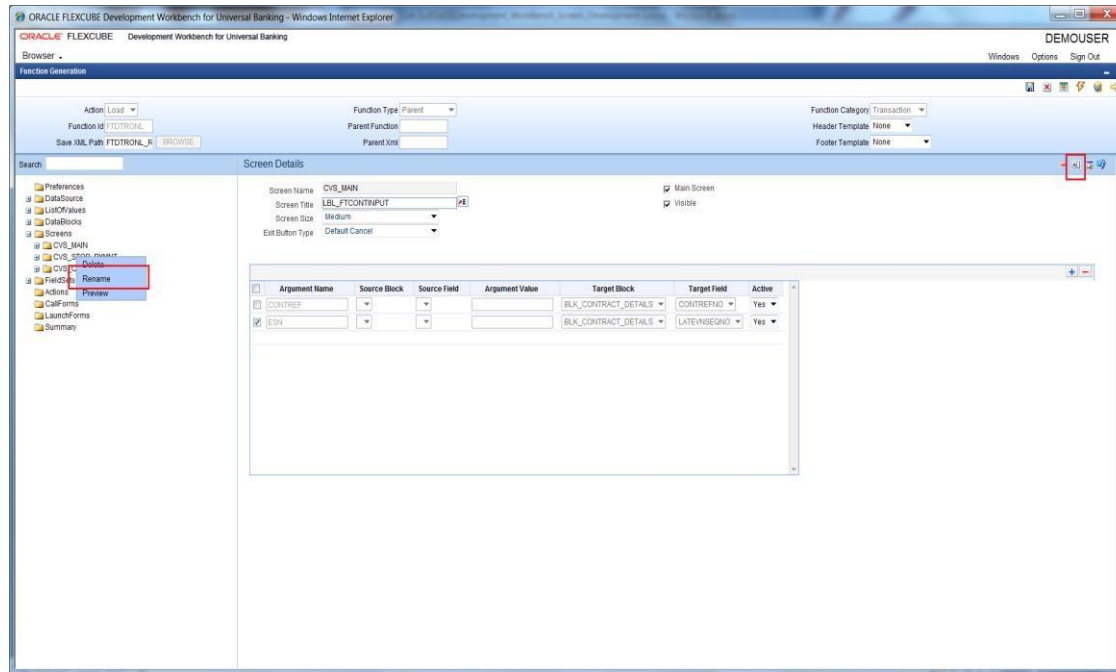 ORACLE FLEXCUBE Development Workbench for Universal Banking - Windows Internet Explorer
ORACLE FLEXCUBE Development Workbench for Universal Banking
DEMOUSER
Browser
Windows Options Sign Out
Function Generation
Action Load Function Type Parent Function Category Transaction
Function Id FTDTRONL Parent Function Header Template None
Save XML Path FTDTRONL_R BROWSE Parent Xml Footer Template None
Search Screen Details
Preferences
DataSource
ListOfValues
DataBlocks
Screens
CVS_MAIN
Delete
Rename
Preview
FieldSets
Actions
CallForms
LaunchForms
Summary
Screen Name CVS_MAIN Main Screen
Screen Title LBL_FTCONTINPUT Visible
Screen Size Medium
Exit Button Type Default Cancel
Argument Name Source Block Source Field Argument Value Target Block Target Field Active
CONTREF BLK_CONTRACT_DETAILS CONTREFNO Yes
ESN BLK_CONTRACT_DETAILS LATEVNSEQNO Yes